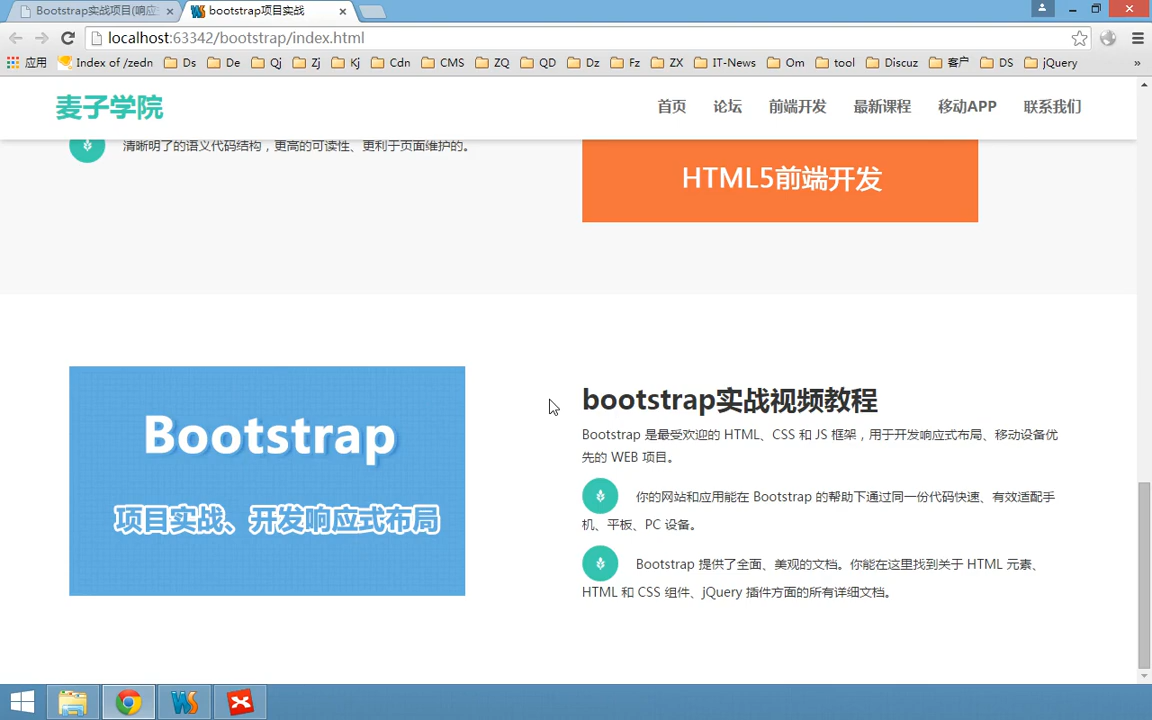 Bootstrap实战项目(响应
bootstrap项目实战
localhost:63342/bootstrap/index.html
应用 Index of /zedn Ds De Qj Zj Kj Cdn CMS ZQ QD Dz Fz ZX IT-News Om tool Discuz 客户 DS jQuery »
麦子学院
首页 论坛 前端开发 最新课程 移动APP 联系我们
清晰明了的语义代码结构，更高的可读性、更利于页面维护的。
HTML5前端开发
Bootstrap
项目实战、开发响应式布局
bootstrap实战视频教程
Bootstrap 是最受欢迎的 HTML、CSS 和 JS 框架，用于开发响应式布局、移动设备优
先的 WEB 项目。
你的网站和应用能在 Bootstrap 的帮助下通过同一份代码快速、有效适配手
机、平板、PC 设备。
Bootstrap 提供了全面、美观的文档。你能在这里找到关于 HTML 元素、
HTML 和 CSS 组件、jQuery 插件方面的所有详细文档。